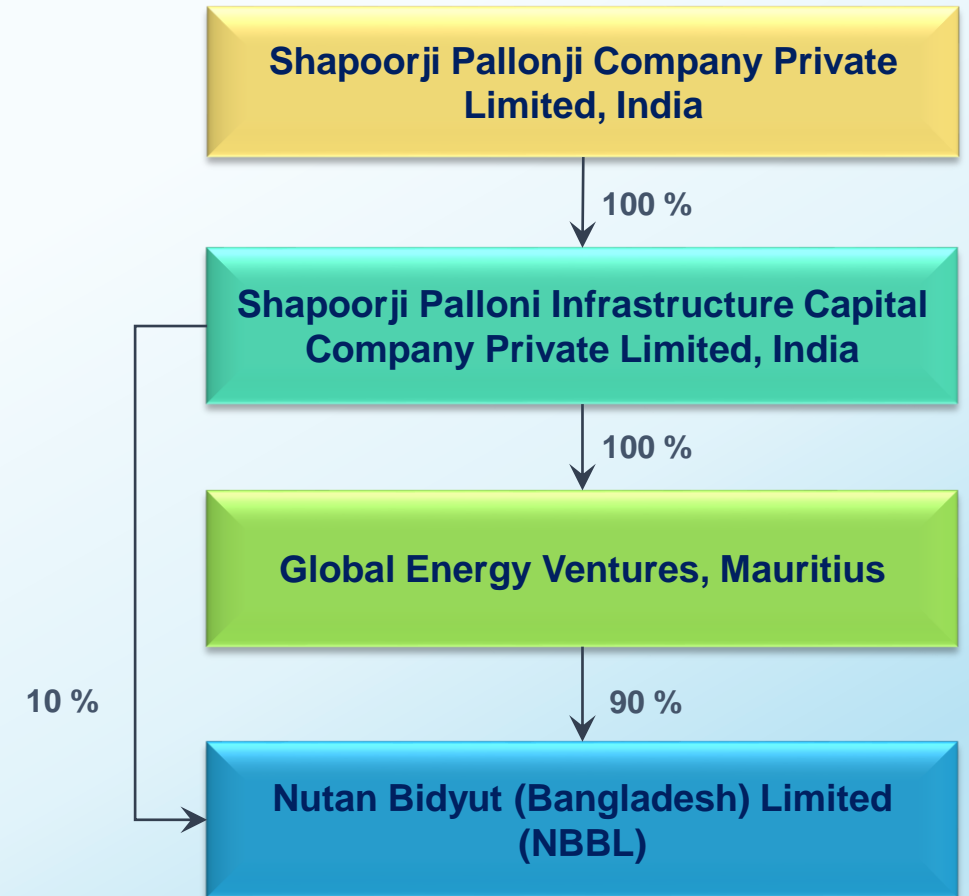 Shapoorji Pallonji Company Private
Limited, India
100 %
Shapoorji Palloni Infrastructure Capital
Company Private Limited, India
100 %
Global Energy Ventures, Mauritius
10 %
90 %
Nutan Bidyut (Bangladesh) Limited
(NBBL)